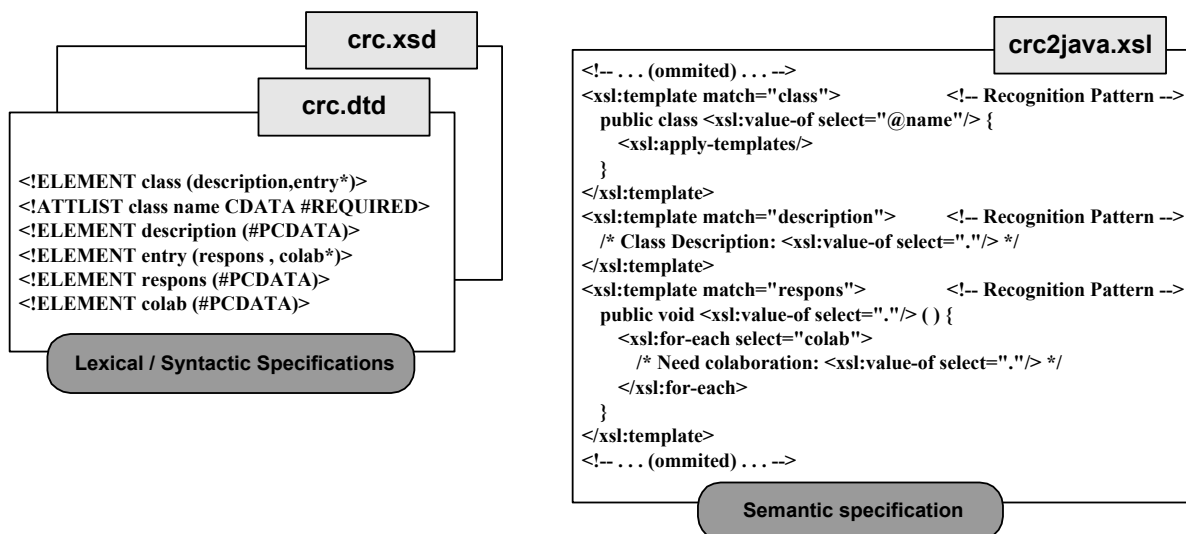 crc.xsd
crc.dtd
<!ELEMENT class (description,entry*)>
<!ATTLIST class name CDATA #REQUIRED>
<!ELEMENT description (#PCDATA)>
<!ELEMENT entry (respons , colab*)>
<!ELEMENT respons (#PCDATA)>
<!ELEMENT colab (#PCDATA)>
Lexical / Syntactic Specifications
crc2java.xsl
<!-- . . . (ommited) . . . -->
<xsl:template match="class"> <!-- Recognition Pattern -->
public class <xsl:value-of select="@name"/> {
<xsl:apply-templates/>
}
</xsl:template>
<xsl:template match="description"> <!-- Recognition Pattern -->
/* Class Description: <xsl:value-of select="."/> */
</xsl:template>
<xsl:template match="respons"> <!-- Recognition Pattern -->
public void <xsl:value-of select="."/> ( ) {
<xsl:for-each select="colab">
/* Need colaboration: <xsl:value-of select="."/> */
</xsl:for-each>
}
</xsl:template>
<!-- . . . (ommited) . . . -->
Semantic specification